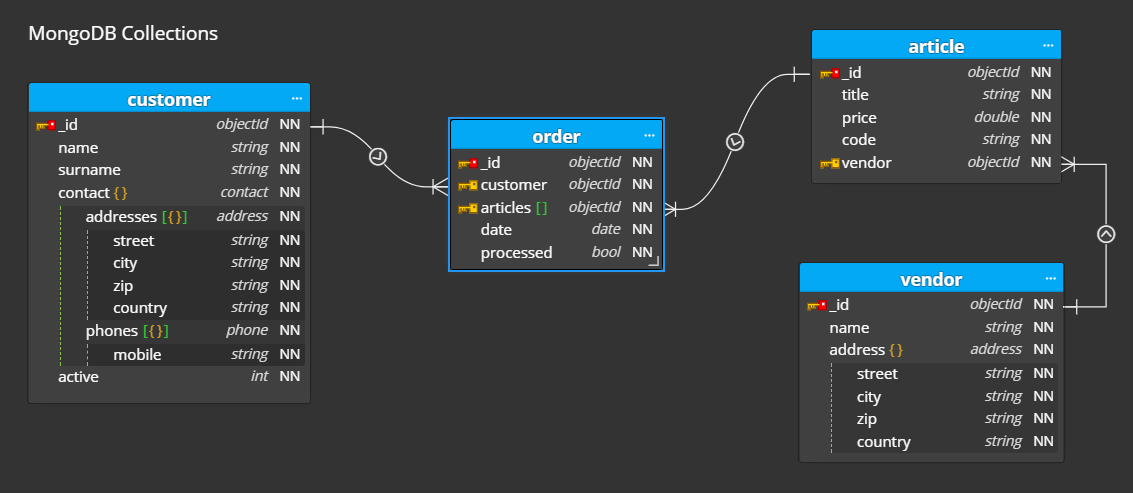 MongoDB Collections
customer ...
_id objectId NN
name string NN
surname string NN
contact {} contact NN
addresses [{}] address NN
street string NN
city string NN
zip string NN
country string NN
phones [{}] phone NN
mobile string NN
active int NN
order ...
_id objectId NN
customer objectId NN
articles [] objectId NN
date date NN
processed bool NN
article ...
_id objectId NN
title string NN
price double NN
code string NN
vendor objectId NN
vendor ...
_id objectId NN
name string NN
address {} address NN
street string NN
city string NN
zip string NN
country string NN